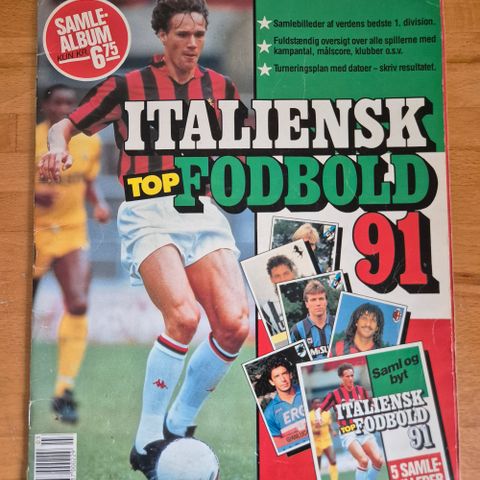 SAMLE-
ALBUM
KUN KR.
6.75
★ Samlebilleder af verdens bedste 1. division.
★ Fuldstændig oversigt over alle spillerne med
kampantal, målscore, klubber o.s.v.
★ Turneringsplan med datoer – skriv resultatet.
ITALIENSK
TOP FODBOLD
91
Saml og
byt
ITALIENSK
TOP FODBOLD
91
5 SAMLE-
ERG